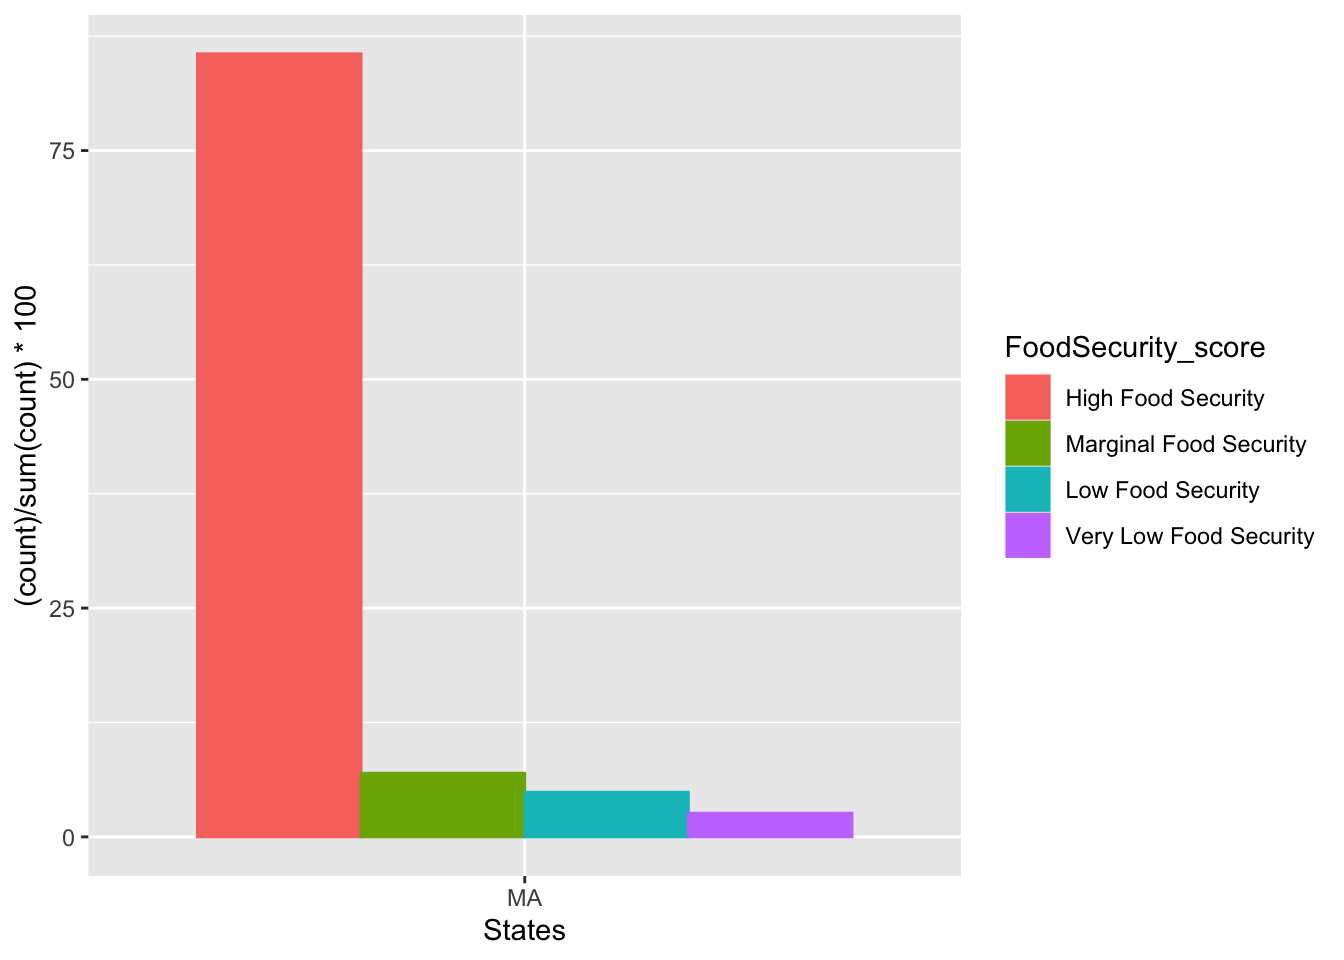 (count)/sum(count) * 100
75
50
25
0
MA
States
FoodSecurity_score
High Food Security
Marginal Food Security
Low Food Security
Very Low Food Security